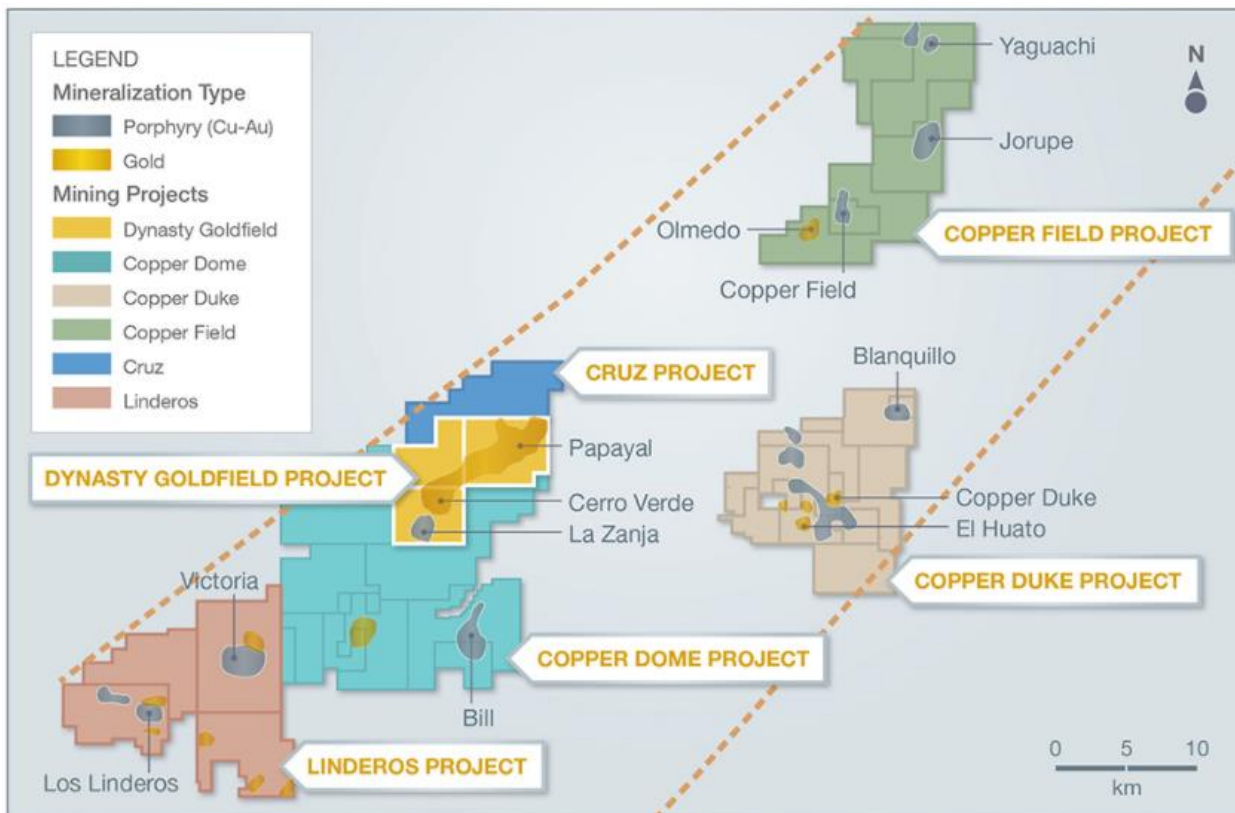 LEGEND
Mineralization Type
Porphyry (Cu-Au)
Gold
Mining Projects
Dynasty Goldfield
Copper Dome
Copper Duke
Copper Field
Cruz
Linderos
Yaguachi
N
Jorupe
Olmedo
COPPER FIELD PROJECT
Copper Field
Blanquillo
CRUZ PROJECT
Papayal
DYNASTY GOLDFIELD PROJECT
Cerro Verde
Copper Duke
La Zanja
El Huato
Victoria
COPPER DUKE PROJECT
COPPER DOME PROJECT
Bill
Los Linderos
LINDEROS PROJECT
0 5 10
km